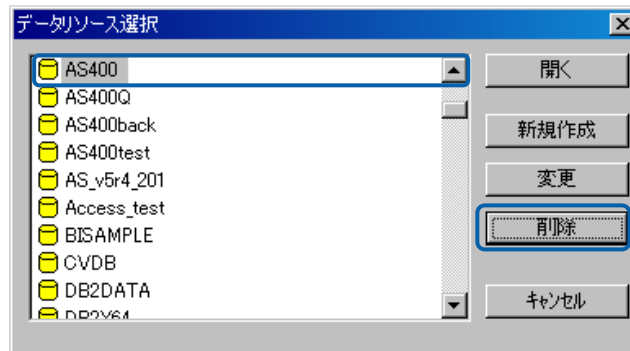 データソース選択
AS400
AS400Q
AS400back
AS400test
AS_v5r4_201
Access_test
BISAMPLE
CVDB
DB2DATA
DB2Y64
開く
新規作成
変更
削除
キャンセル